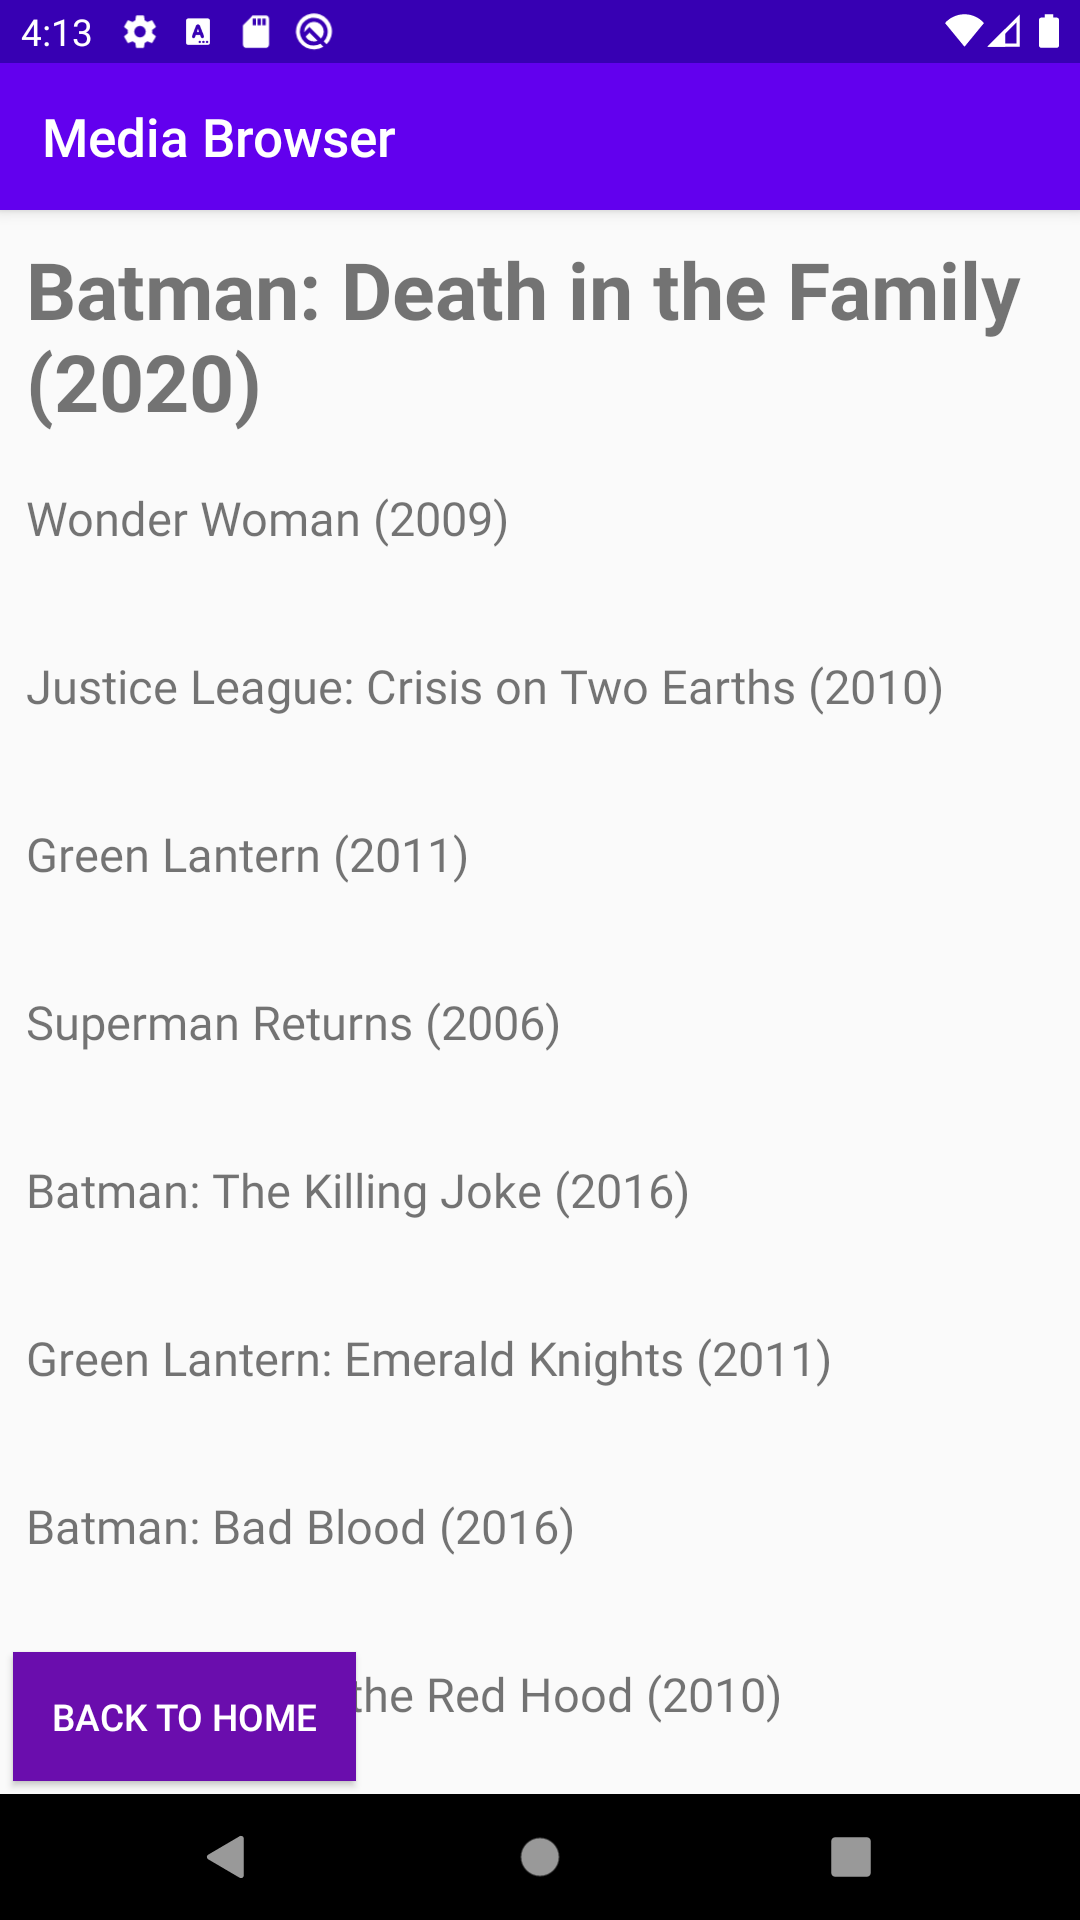 4:13
Media Browser
Batman: Death in the Family
(2020)
Wonder Woman (2009)
Justice League: Crisis on Two Earths (2010)
Green Lantern (2011)
Superman Returns (2006)
Batman: The Killing Joke (2016)
Green Lantern: Emerald Knights (2011)
Batman: Bad Blood (2016)
the Red Hood (2010)
BACK TO HOME